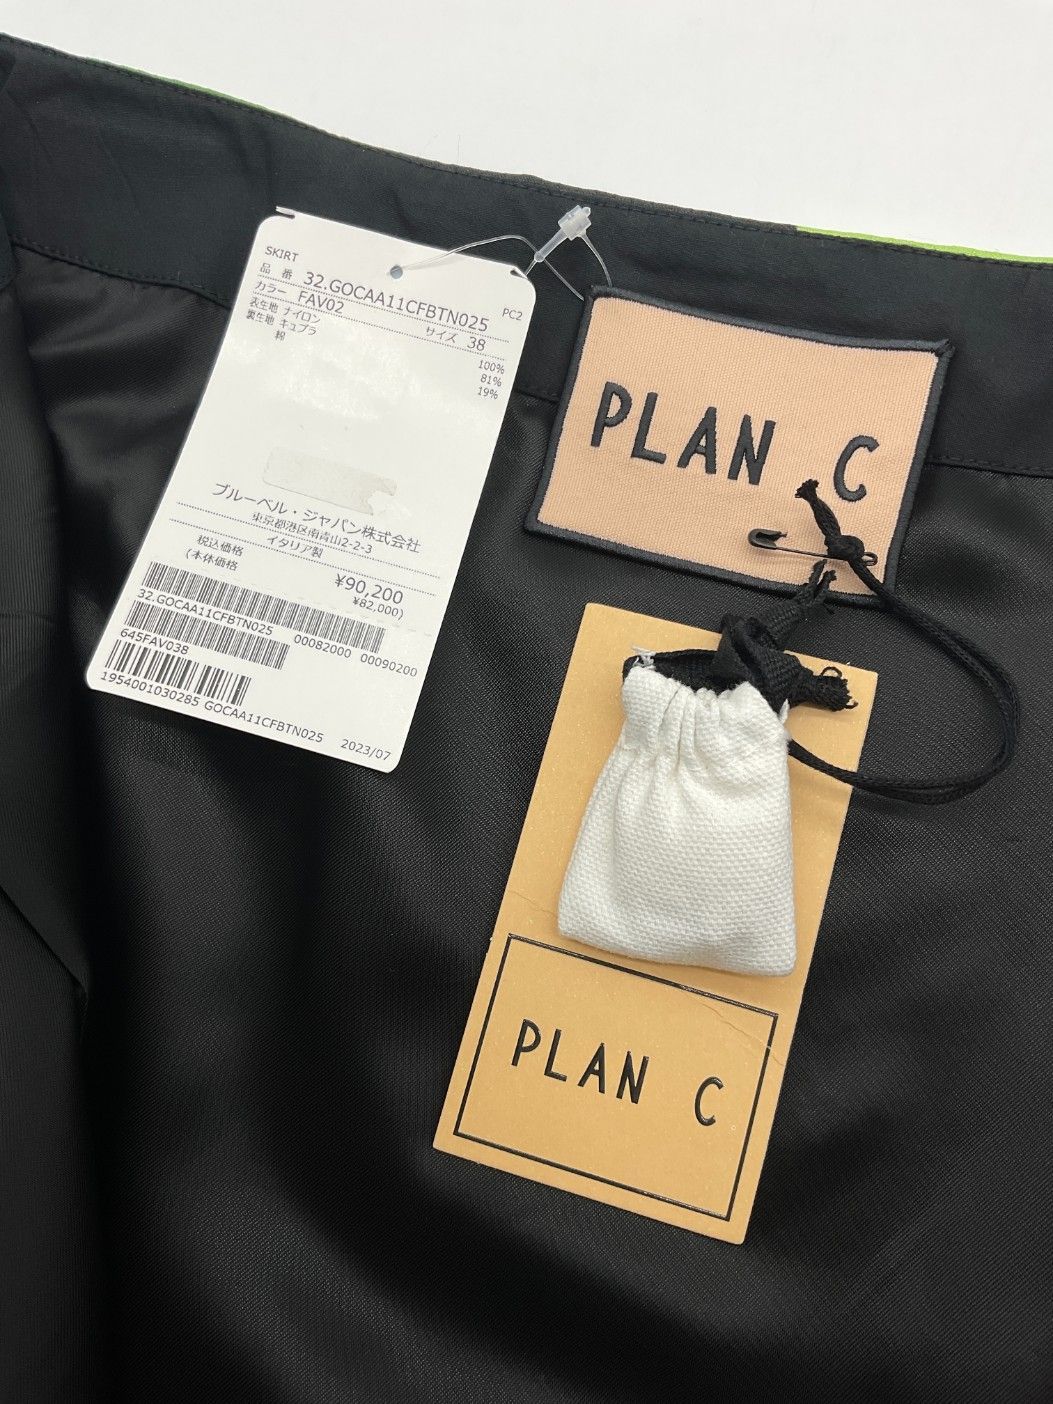 SKIRT
品 番 32.GOCAA11CFBTN025 PC2
カラー FAV02 サイズ 38
表生地 ナイロン 100%
裏生地 キュプラ 81%
綿 19%
ブルーベル・ジャパン株式会社
東京都港区南青山2-2-3
イタリア製
税込価格 ¥90,200
(本体価格 ¥82,000)
32.GOCAA11CFBTN025 00082000 00090200
645FAV038
1954001030285 GOCAA11CFBTN025 2023/07
PLAN C
PLAN C